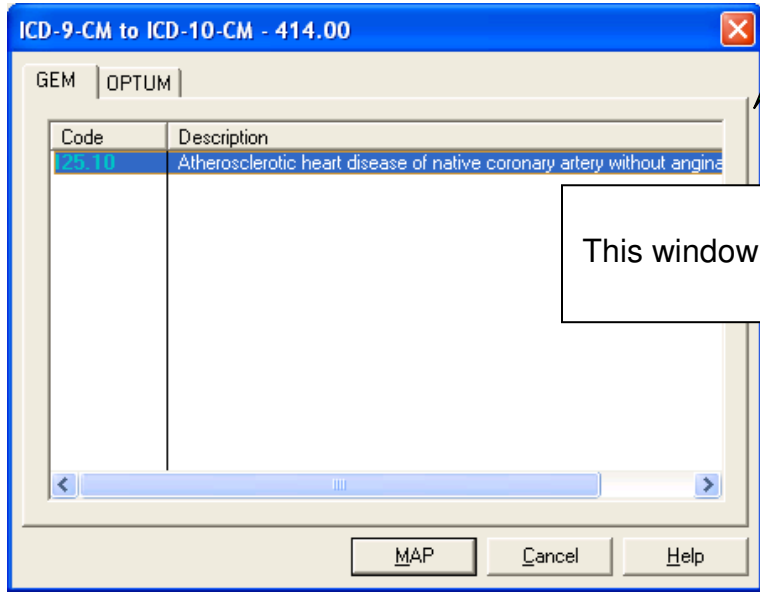 ICD-9-CM to ICD-10-CM - 414.00
GEM OPTUM
Code Description
I25.10 Atherosclerotic heart disease of native coronary artery without angina
This window
MAP Cancel Help